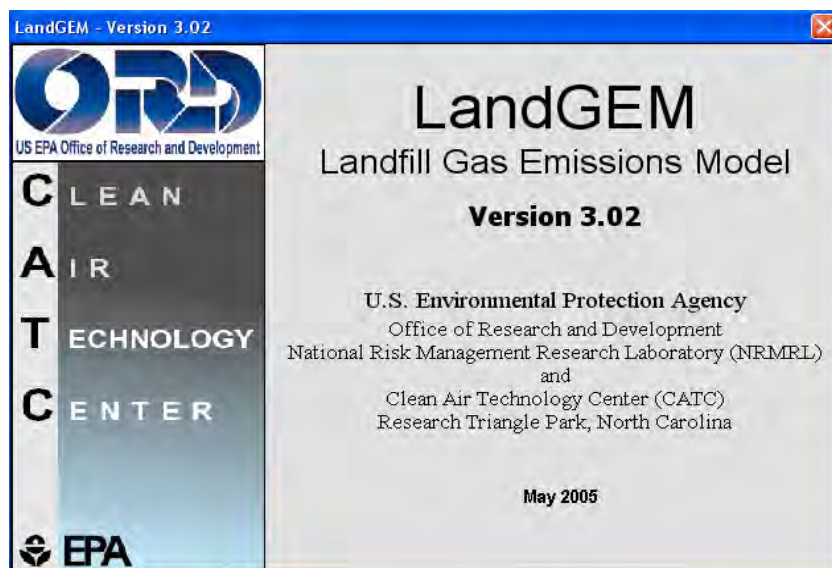 LandGEM - Version 3.02
ORD
US EPA Office of Research and Development
CLEAN
AIR
TECHNOLOGY
CENTER
EPA
LandGEM
Landfill Gas Emissions Model
Version 3.02
U.S. Environmental Protection Agency
Office of Research and Development
National Risk Management Research Laboratory (NRMRL)
and
Clean Air Technology Center (CATC)
Research Triangle Park, North Carolina
May 2005